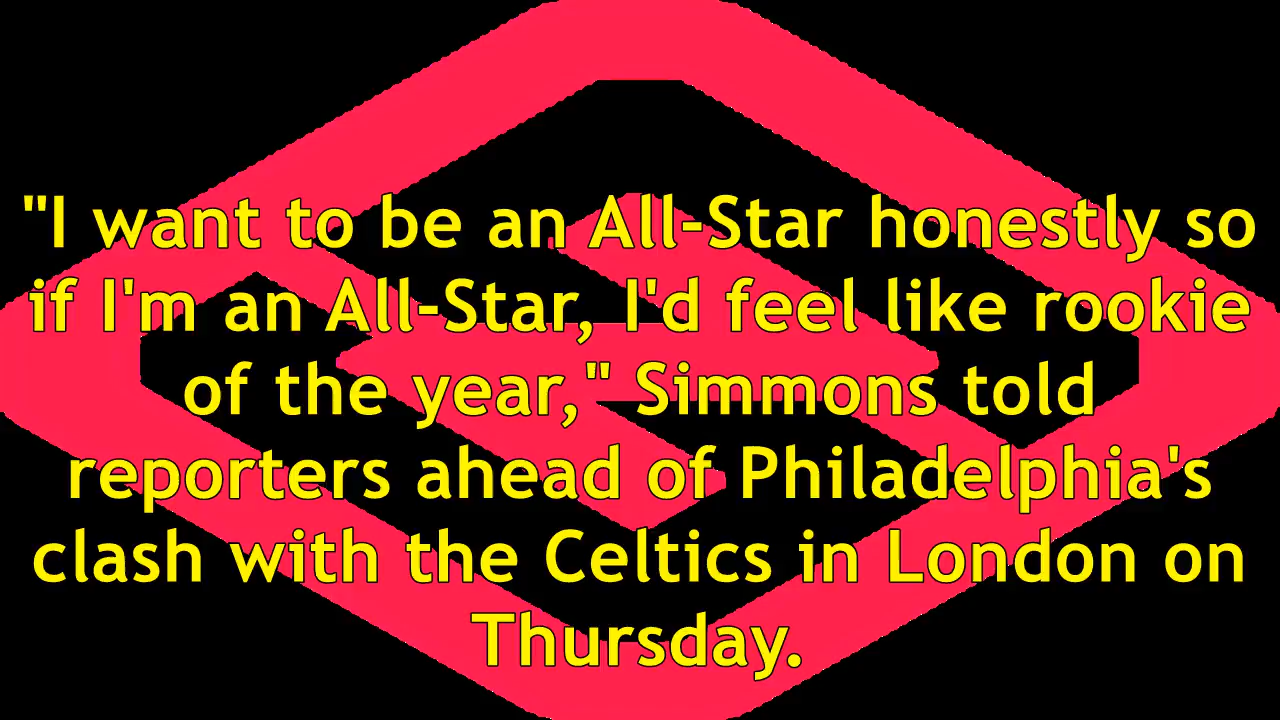 "I want to be an All-Star honestly so
if I'm an All-Star, I'd feel like rookie
of the year," Simmons told
reporters ahead of Philadelphia's
clash with the Celtics in London on
Thursday.